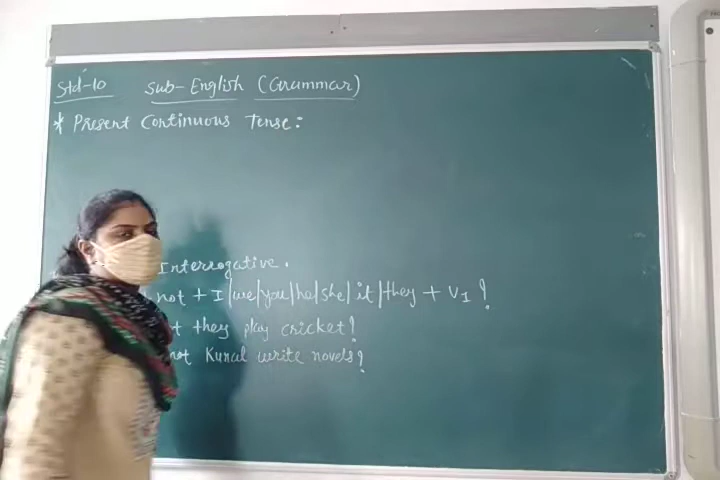 Std-10 Sub-English (Grammar)
* Present Continuous Tense:
Interrogative.
not + I/we/you/he/she/it/they + V1?
they play cricket?
not Kunal write novels?